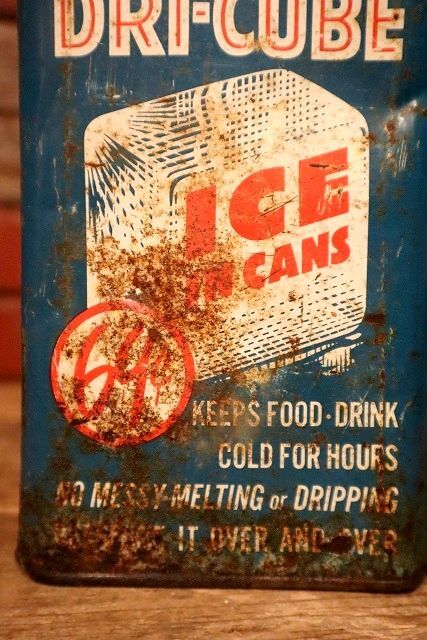 DRI-CUBE
ICE
IN CANS
KEEPS FOOD · DRINK
COLD FOR HOURS
NO MESSY MELTING or DRIPPING
IT OVER AND OVER